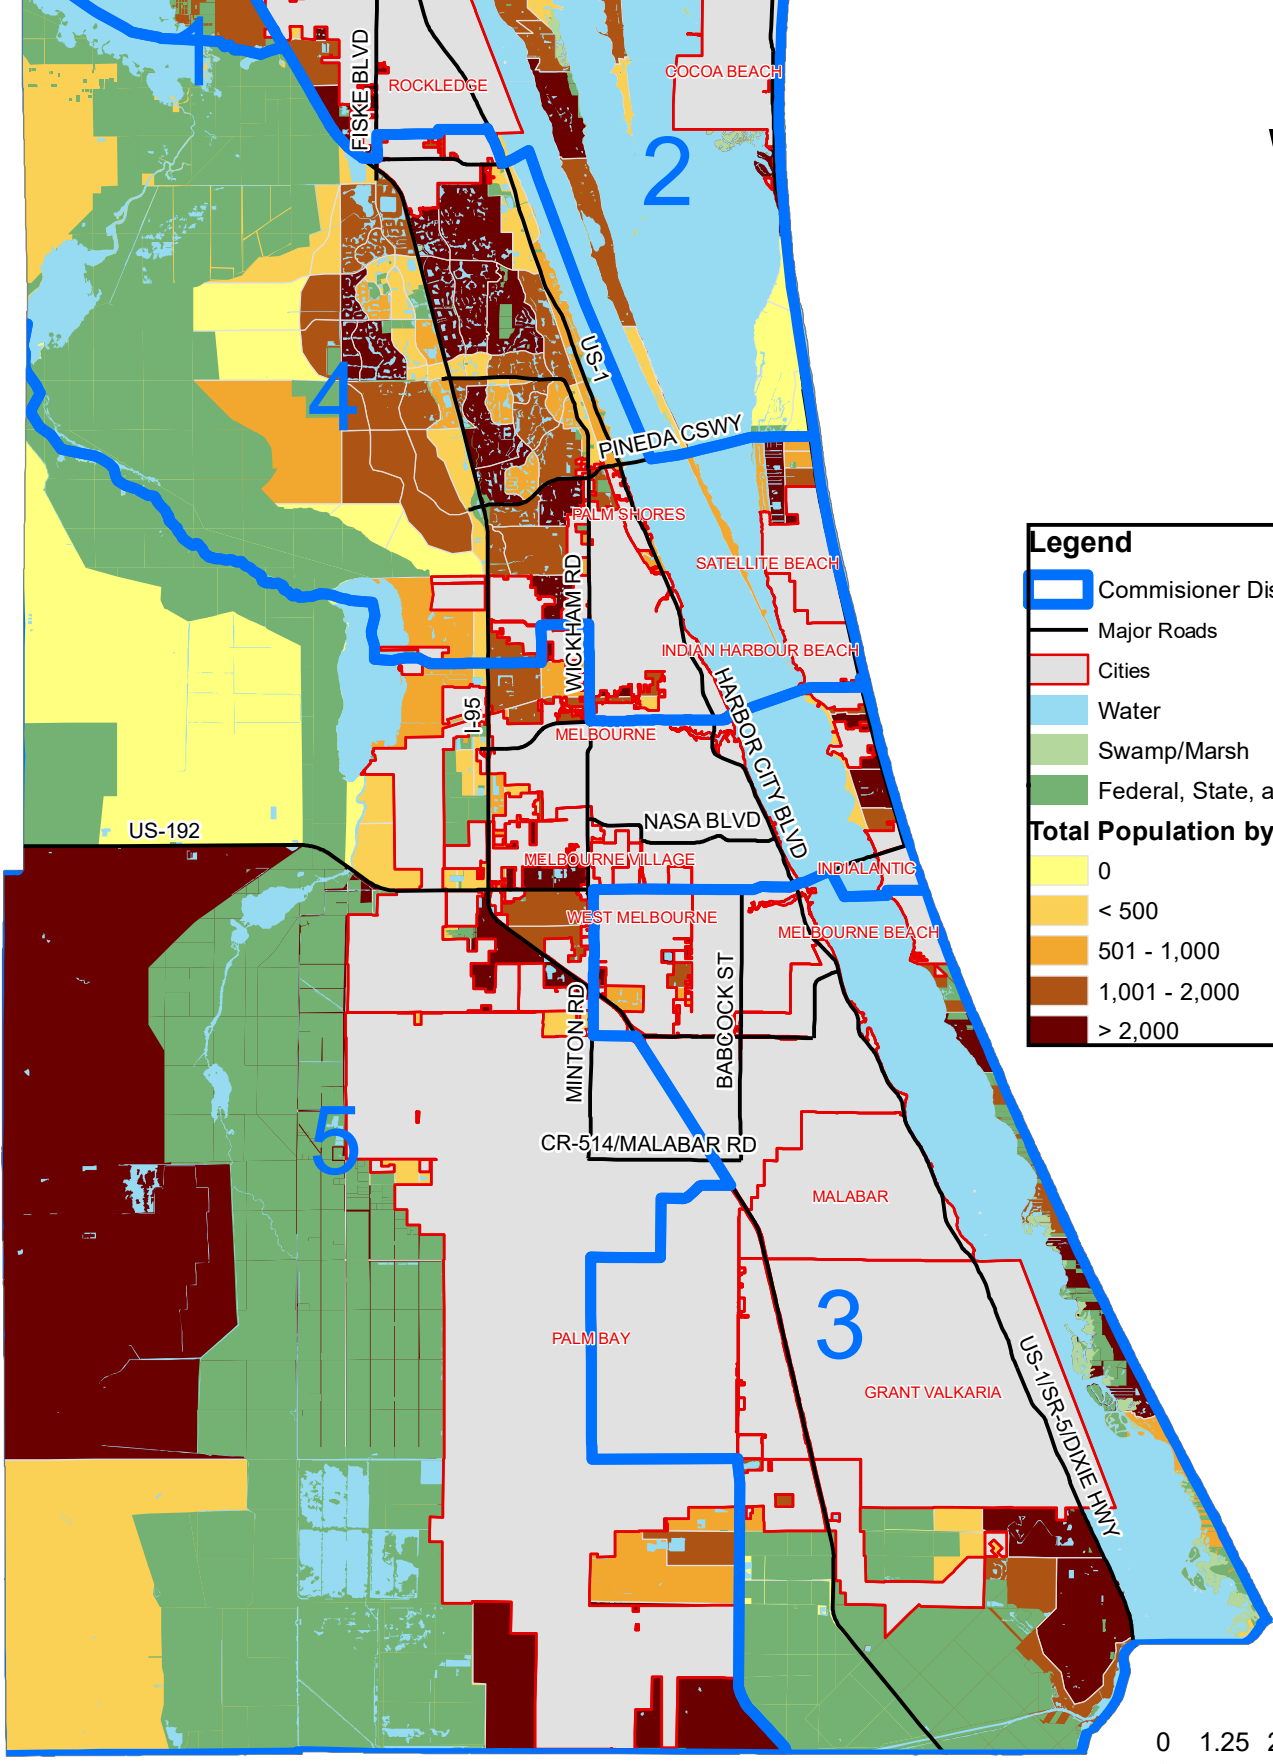 1
FISKE BLVD
ROCKLEDGE
COCOA BEACH
2
US-1
4
PINEDA CSWY
PALM SHORES
SATELLITE BEACH
WICKHAM RD
INDIAN HARBOUR BEACH
HARBOR CITY BLVD
I-95
MELBOURNE
US-192
NASA BLVD
MELBOURNE VILLAGE
INDIALANTIC
WEST MELBOURNE
MELBOURNE BEACH
MINTON RD
BABCOCK ST
5
CR-514/MALABAR RD
MALABAR
3
PALM BAY
GRANT VALKARIA
US-1/SR-5/DIXIE HWY
Legend
Commisioner Dis
Major Roads
Cities
Water
Swamp/Marsh
Federal, State, a
Total Population by
0
< 500
501 - 1,000
1,001 - 2,000
> 2,000
0 1.25 2